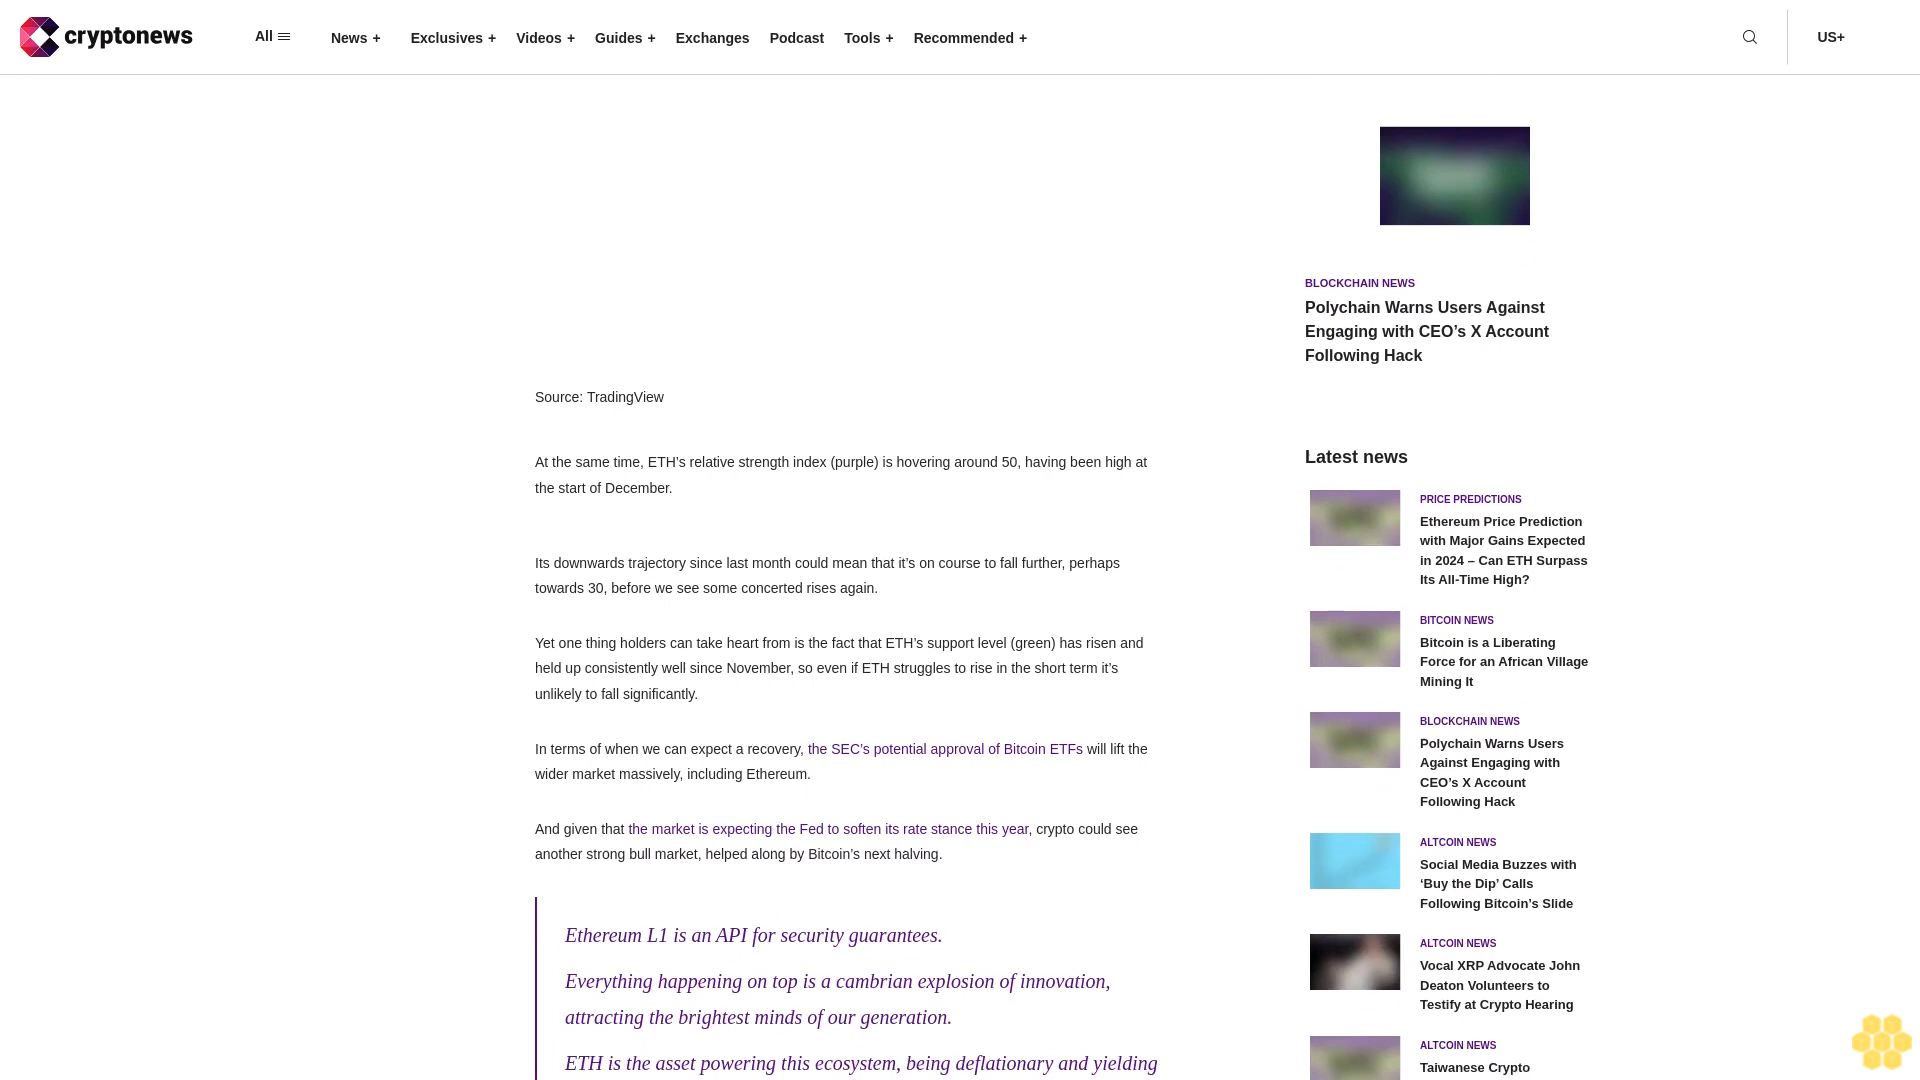 cryptonews
All
News +
Exclusives +
Videos +
Guides +
Exchanges
Podcast
Tools +
Recommended +
US+
Source: TradingView
At the same time, ETH’s relative strength index (purple) is hovering around 50, having been high at
the start of December.
Its downwards trajectory since last month could mean that it’s on course to fall further, perhaps
towards 30, before we see some concerted rises again.
Yet one thing holders can take heart from is the fact that ETH’s support level (green) has risen and
held up consistently well since November, so even if ETH struggles to rise in the short term it’s
unlikely to fall significantly.
In terms of when we can expect a recovery, the SEC’s potential approval of Bitcoin ETFs will lift the
wider market massively, including Ethereum.
And given that the market is expecting the Fed to soften its rate stance this year, crypto could see
another strong bull market, helped along by Bitcoin’s next halving.
Ethereum L1 is an API for security guarantees.
Everything happening on top is a cambrian explosion of innovation,
attracting the brightest minds of our generation.
ETH is the asset powering this ecosystem, being deflationary and yielding
BLOCKCHAIN NEWS
Polychain Warns Users Against
Engaging with CEO’s X Account
Following Hack
Latest news
PRICE PREDICTIONS
Ethereum Price Prediction
with Major Gains Expected
in 2024 – Can ETH Surpass
Its All-Time High?
BITCOIN NEWS
Bitcoin is a Liberating
Force for an African Village
Mining It
BLOCKCHAIN NEWS
Polychain Warns Users
Against Engaging with
CEO’s X Account
Following Hack
ALTCOIN NEWS
Social Media Buzzes with
‘Buy the Dip’ Calls
Following Bitcoin’s Slide
ALTCOIN NEWS
Vocal XRP Advocate John
Deaton Volunteers to
Testify at Crypto Hearing
ALTCOIN NEWS
Taiwanese Crypto